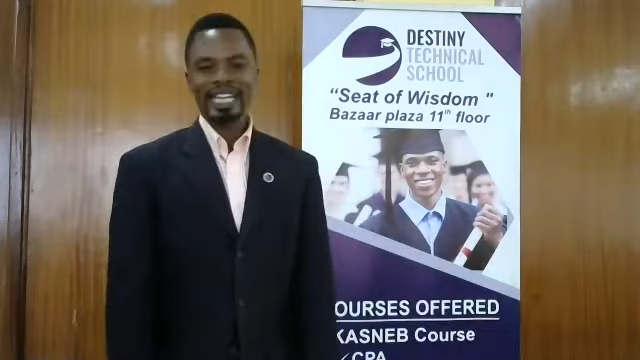 DESTINY
TECHNICAL
SCHOOL
“Seat of Wisdom "
Bazaar plaza 11th floor
OURSES OFFERED
KASNEB Course
CPA